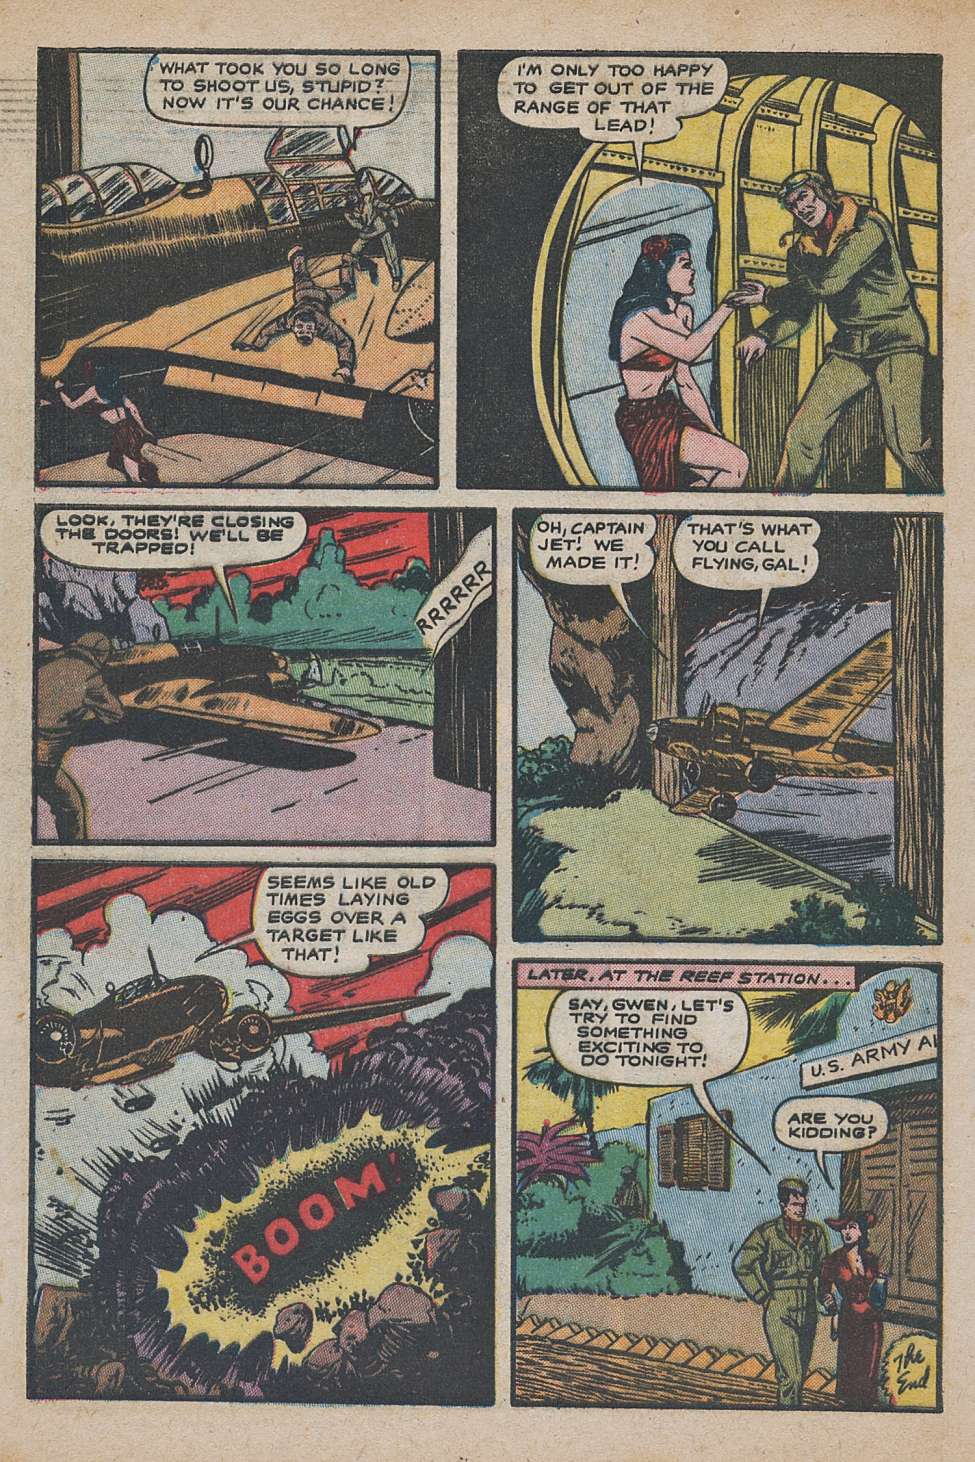 WHAT TOOK YOU SO LONG
TO SHOOT US, STUPID?
NOW IT'S OUR CHANCE!
I'M ONLY TOO HAPPY
TO GET OUT OF THE
RANGE OF THAT
LEAD!
LOOK, THEY'RE CLOSING
THE DOORS! WE'LL BE
TRAPPED!
RRRRRR
OH, CAPTAIN
JET! WE
MADE IT!
THAT'S WHAT
YOU CALL
FLYING, GAL!
SEEMS LIKE OLD
TIMES LAYING
EGGS OVER A
TARGET LIKE
THAT!
BOOM!
LATER, AT THE REEF STATION...
SAY, GWEN, LET'S
TRY TO FIND
SOMETHING
EXCITING TO
DO TONIGHT!
U.S. ARMY AI
ARE YOU
KIDDING?
The
End